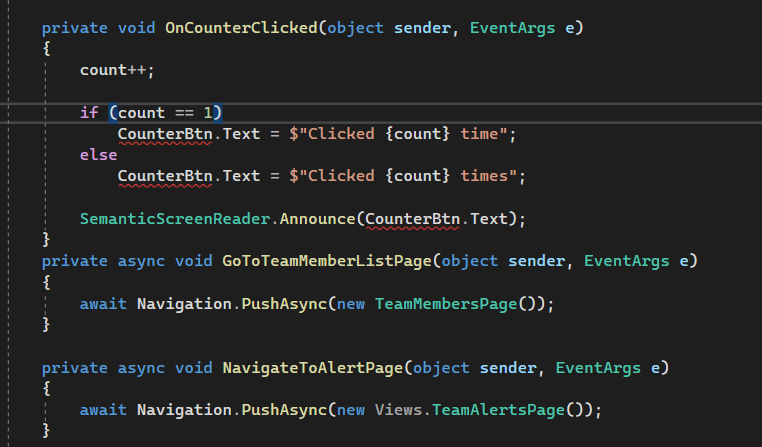 private void OnCounterClicked(object sender, EventArgs e)
{
count++;
if (count == 1)
CounterBtn.Text = $"Clicked {count} time";
else
CounterBtn.Text = $"Clicked {count} times";
SemanticScreenReader.Announce(CounterBtn.Text);
}
private async void GoToTeamMemberListPage(object sender, EventArgs e)
{
await Navigation.PushAsync(new TeamMembersPage());
}
private async void NavigateToAlertPage(object sender, EventArgs e)
{
await Navigation.PushAsync(new Views.TeamAlertsPage());
}